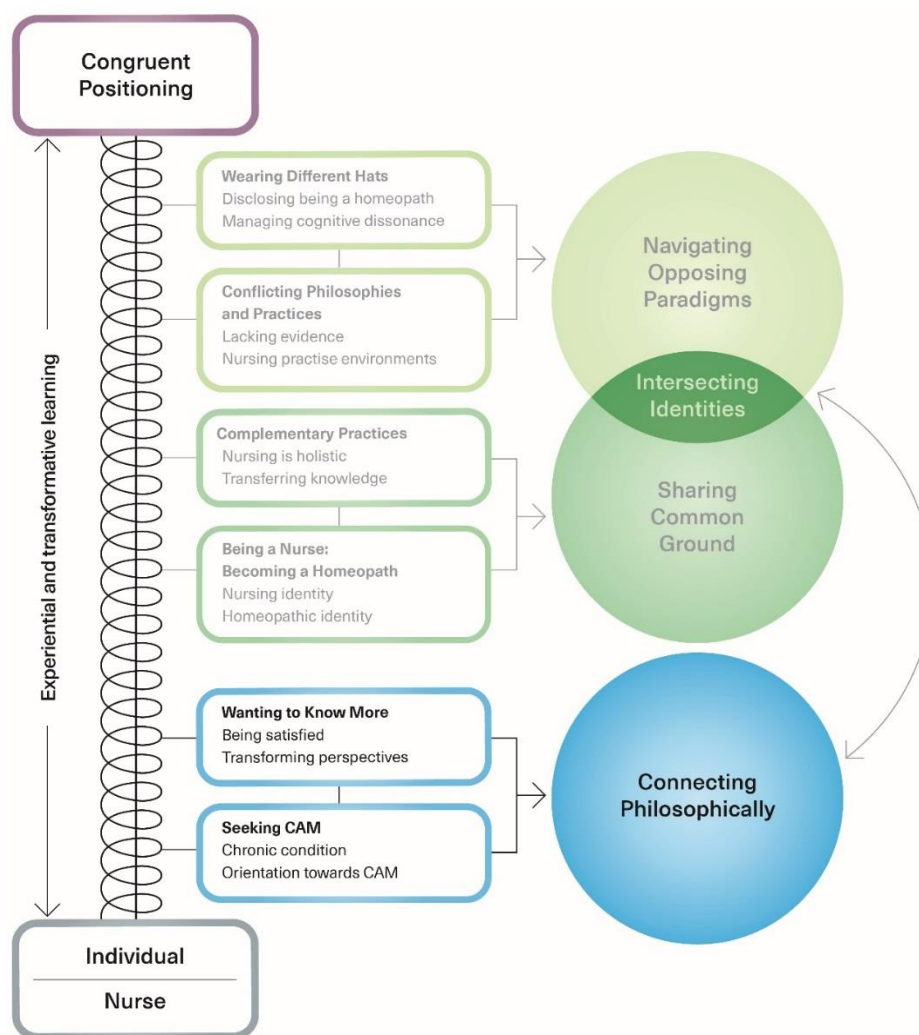 Congruent
Positioning
Experiential and transformative learning
Wearing Different Hats
Disclosing being a homeopath
Managing cognitive dissonance
Conflicting Philosophies
and Practices
Lacking evidence
Nursing practise environments
Navigating
Opposing
Paradigms
Intersecting
Identities
Complementary Practices
Nursing is holistic
Transferring knowledge
Being a Nurse:
Becoming a Homeopath
Nursing identity
Homeopathic identity
Sharing
Common
Ground
Wanting to Know More
Being satisfied
Transforming perspectives
Seeking CAM
Chronic condition
Orientation towards CAM
Connecting
Philosophically
Individual
Nurse